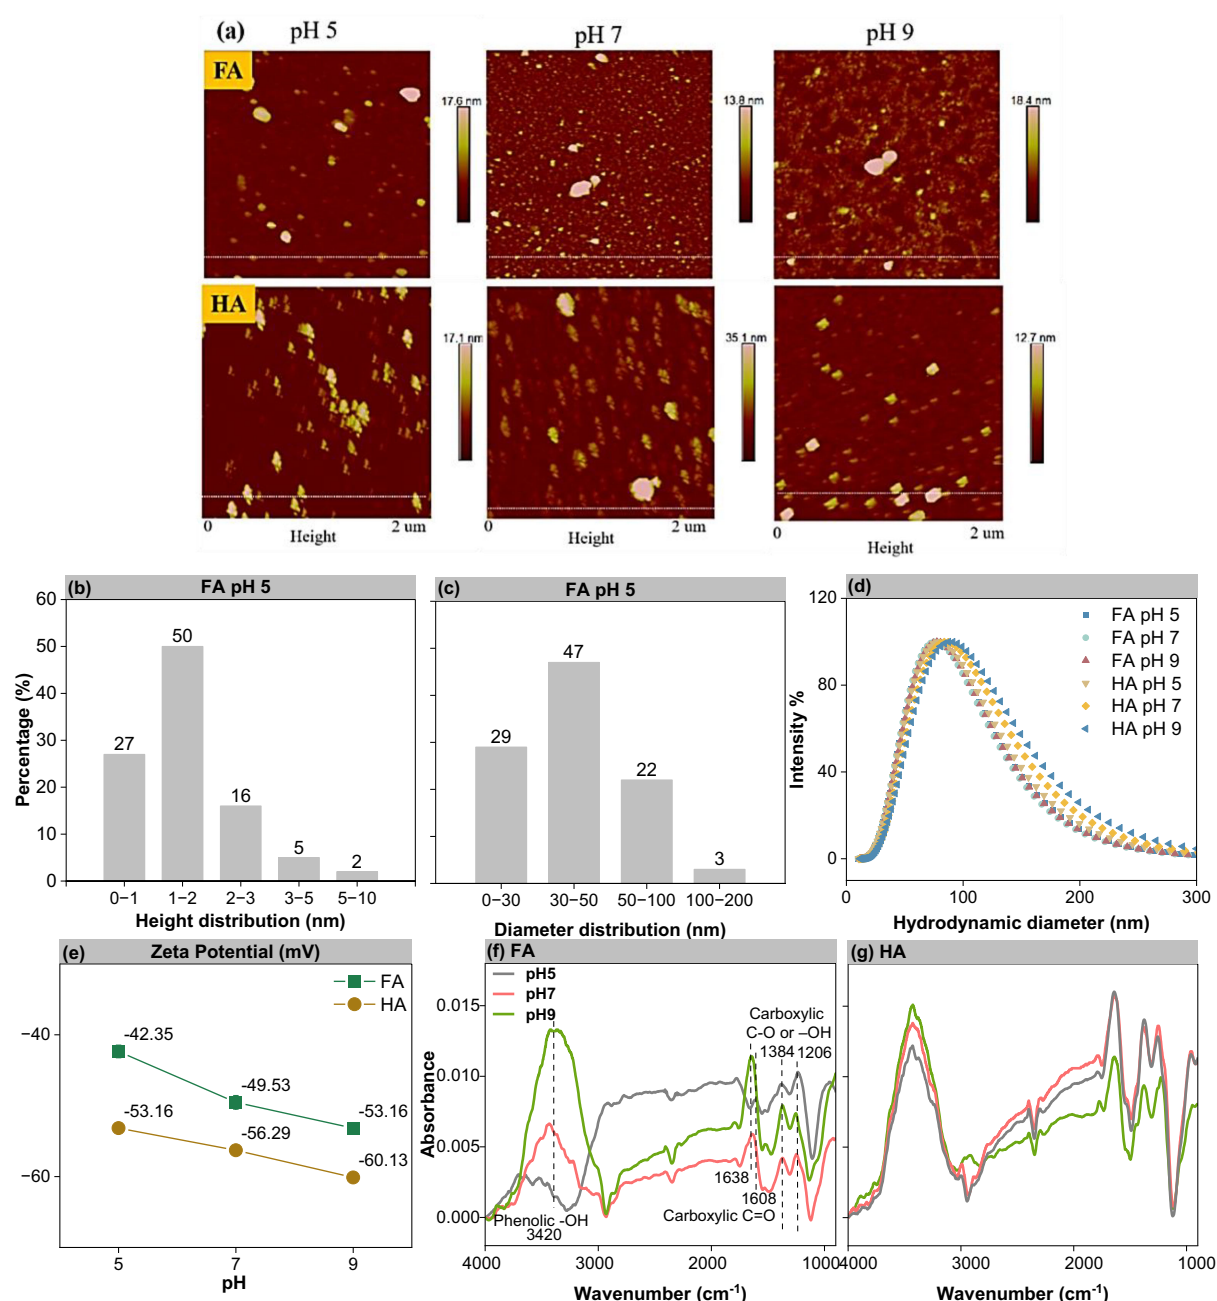 (a)
pH 5
pH 7
pH 9
FA
17.6 nm
13.8 nm
18.4 nm
HA
17.1 nm
35.1 nm
12.7 nm
0
2 um
Height
0
2 um
Height
(b)
FA pH 5
Percentage (%)
60
50
40
30
20
10
0
27
50
16
5
2
0−1
1−2
2−3
3−5
5−10
Height distribution (nm)
(c)
FA pH 5
29
47
22
3
0−30
30−50
50−100
100−200
Diameter distribution (nm)
(d)
Intensity %
120
80
40
0
FA pH 5
FA pH 7
FA pH 9
HA pH 5
HA pH 7
HA pH 9
0
100
200
300
Hydrodynamic diameter (nm)
(e)
Zeta Potential (mV)
FA
HA
−40
−60
-42.35
-49.53
-53.16
-53.16
-56.29
-60.13
5
7
9
pH
(f) FA
Absorbance
0.015
0.010
0.005
0.000
pH5
pH7
pH9
Carboxylic
C-O or –OH
1384
1206
1638
1608
Carboxylic C=O
Phenolic -OH
3420
4000
3000
2000
1000
Wavenumber (cm⁻¹)
(g) HA
4000
3000
2000
1000
Wavenumber (cm⁻¹)